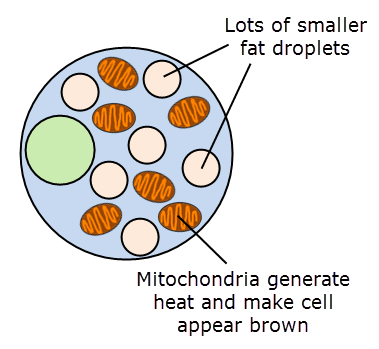 Lots of smaller
fat droplets
Mitochondria generate
heat and make cell
appear brown